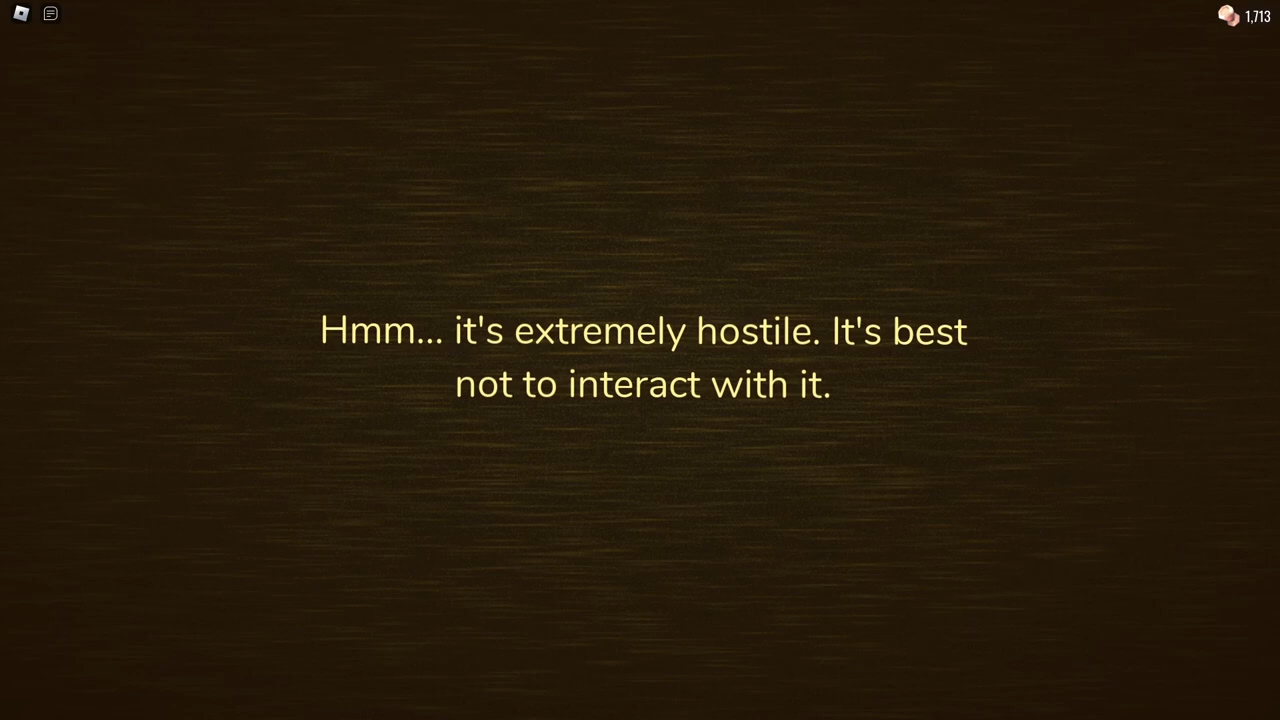 1,713
Hmm... it's extremely hostile. It's best
not to interact with it.